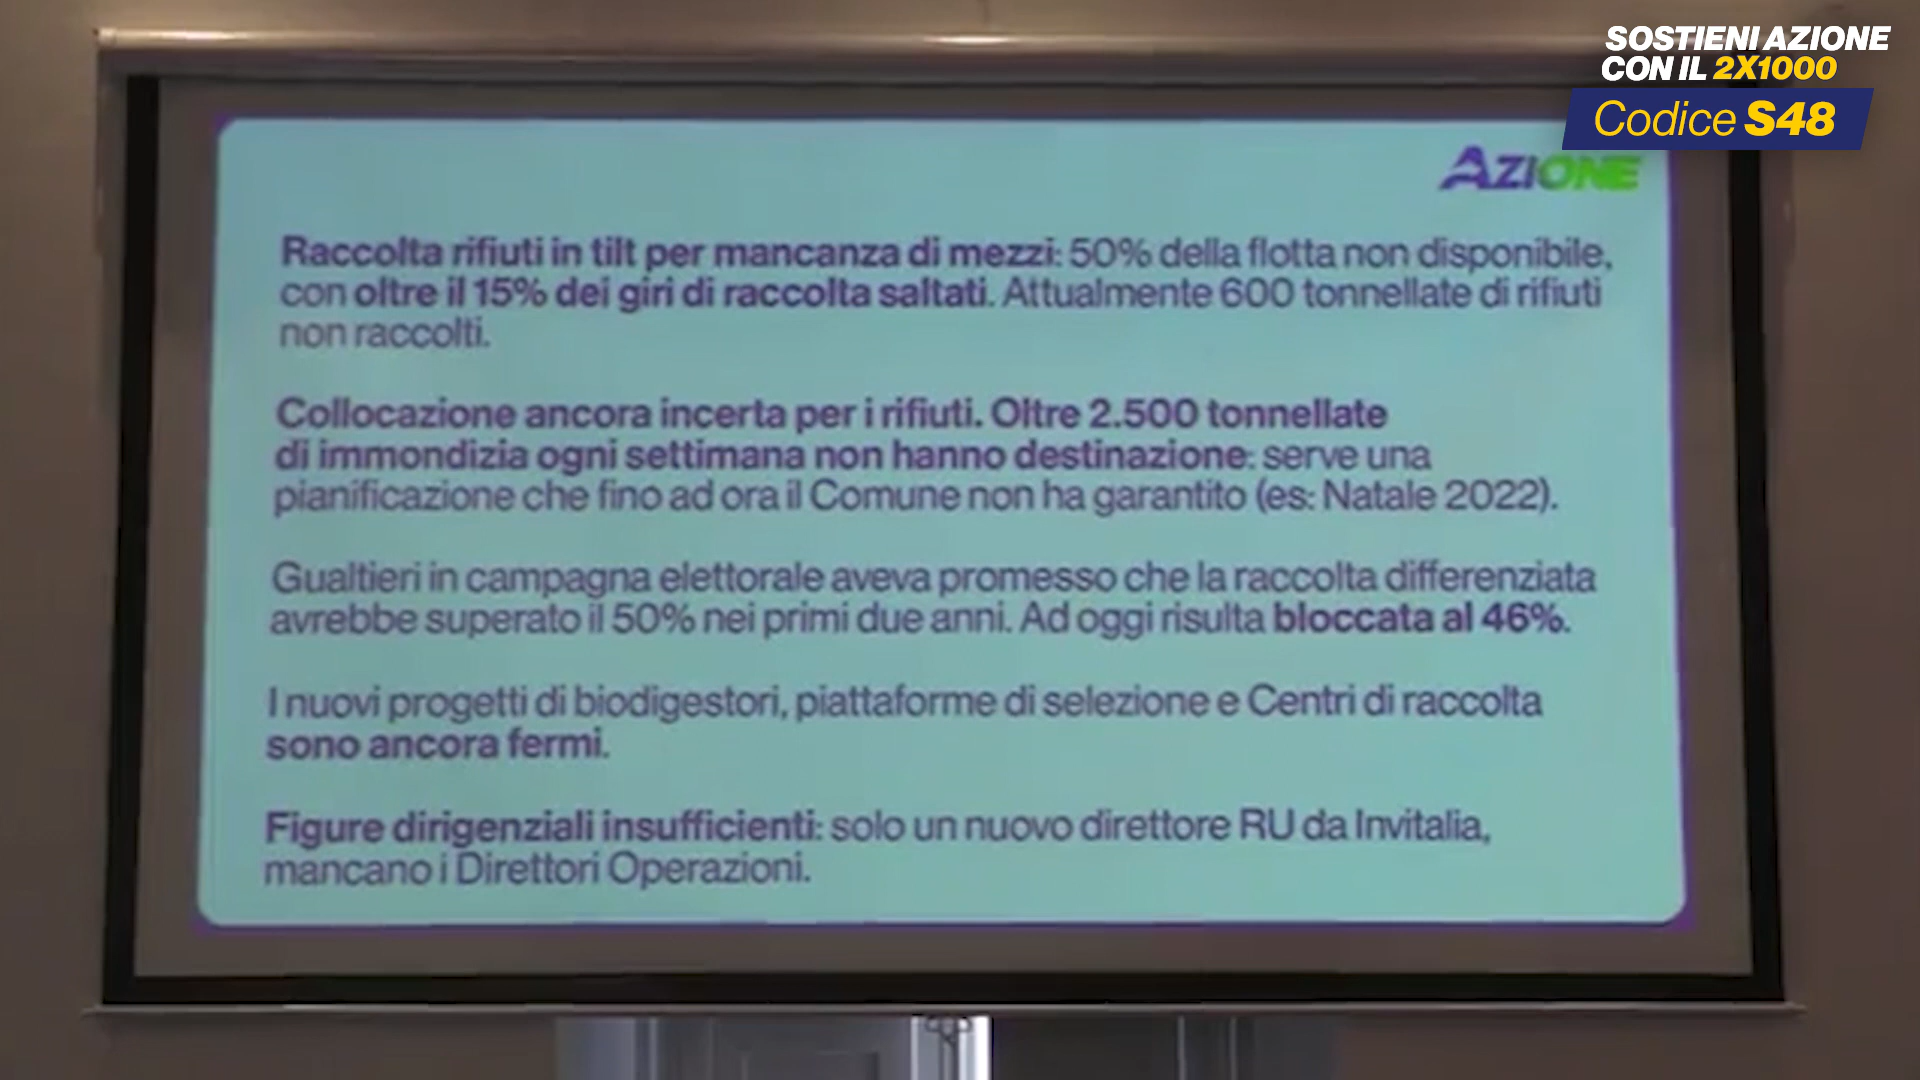 SOSTIENI AZIONE
CON IL 2X1000
Codice S48
AZIONE
Raccolta rifiuti in tilt per mancanza di mezzi: 50% della flotta non disponibile,
con oltre il 15% dei giri di raccolta saltati. Attualmente 600 tonnellate di rifiuti
non raccolti.
Collocazione ancora incerta per i rifiuti. Oltre 2.500 tonnellate
di immondizia ogni settimana non hanno destinazione: serve una
pianificazione che fino ad ora il Comune non ha garantito (es: Natale 2022).
Gualtieri in campagna elettorale aveva promesso che la raccolta differenziata
avrebbe superato il 50% nei primi due anni. Ad oggi risulta bloccata al 46%.
I nuovi progetti di biodigestori, piattaforme di selezione e Centri di raccolta
sono ancora fermi.
Figure dirigenziali insufficienti: solo un nuovo direttore RU da Invitalia,
mancano i Direttori Operazioni.